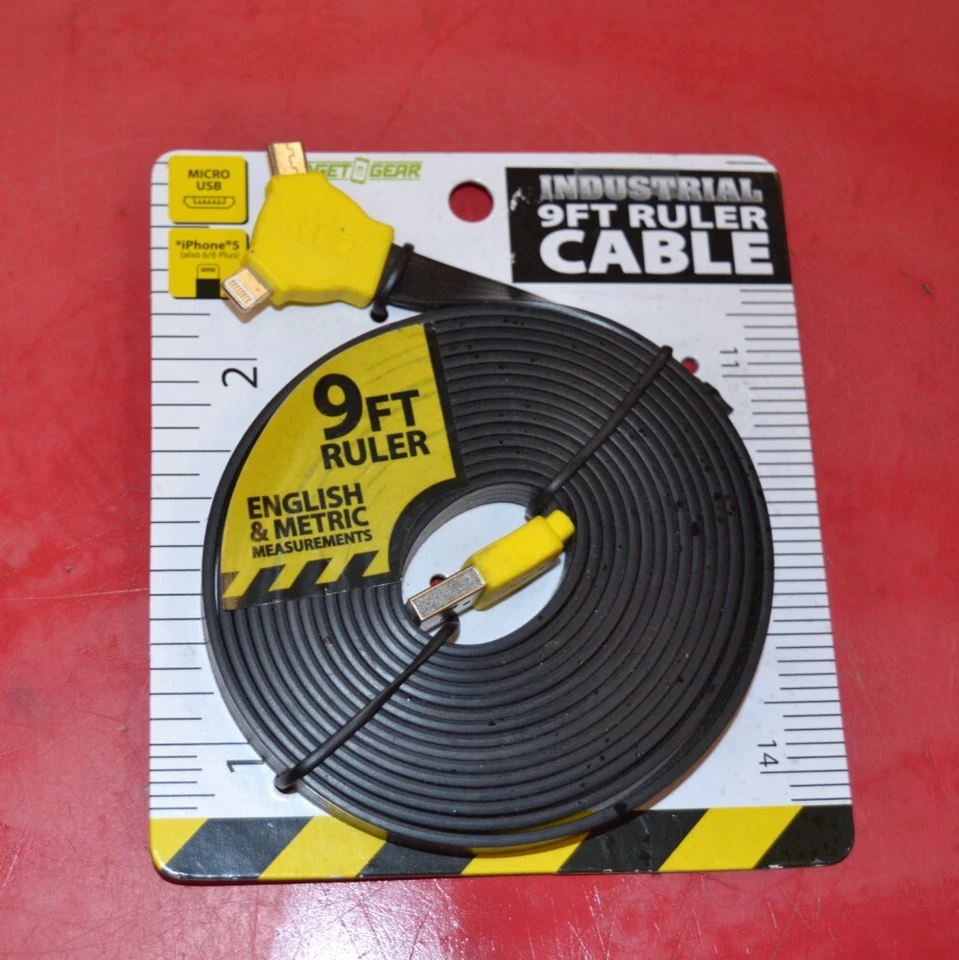 MICRO
USB
GET GEAR
*iPhone®5
(also 6/6 Plus)
INDUSTRIAL
9FT RULER
CABLE
2
11
9FT
RULER
ENGLISH
& METRIC
MEASUREMENTS
1
14